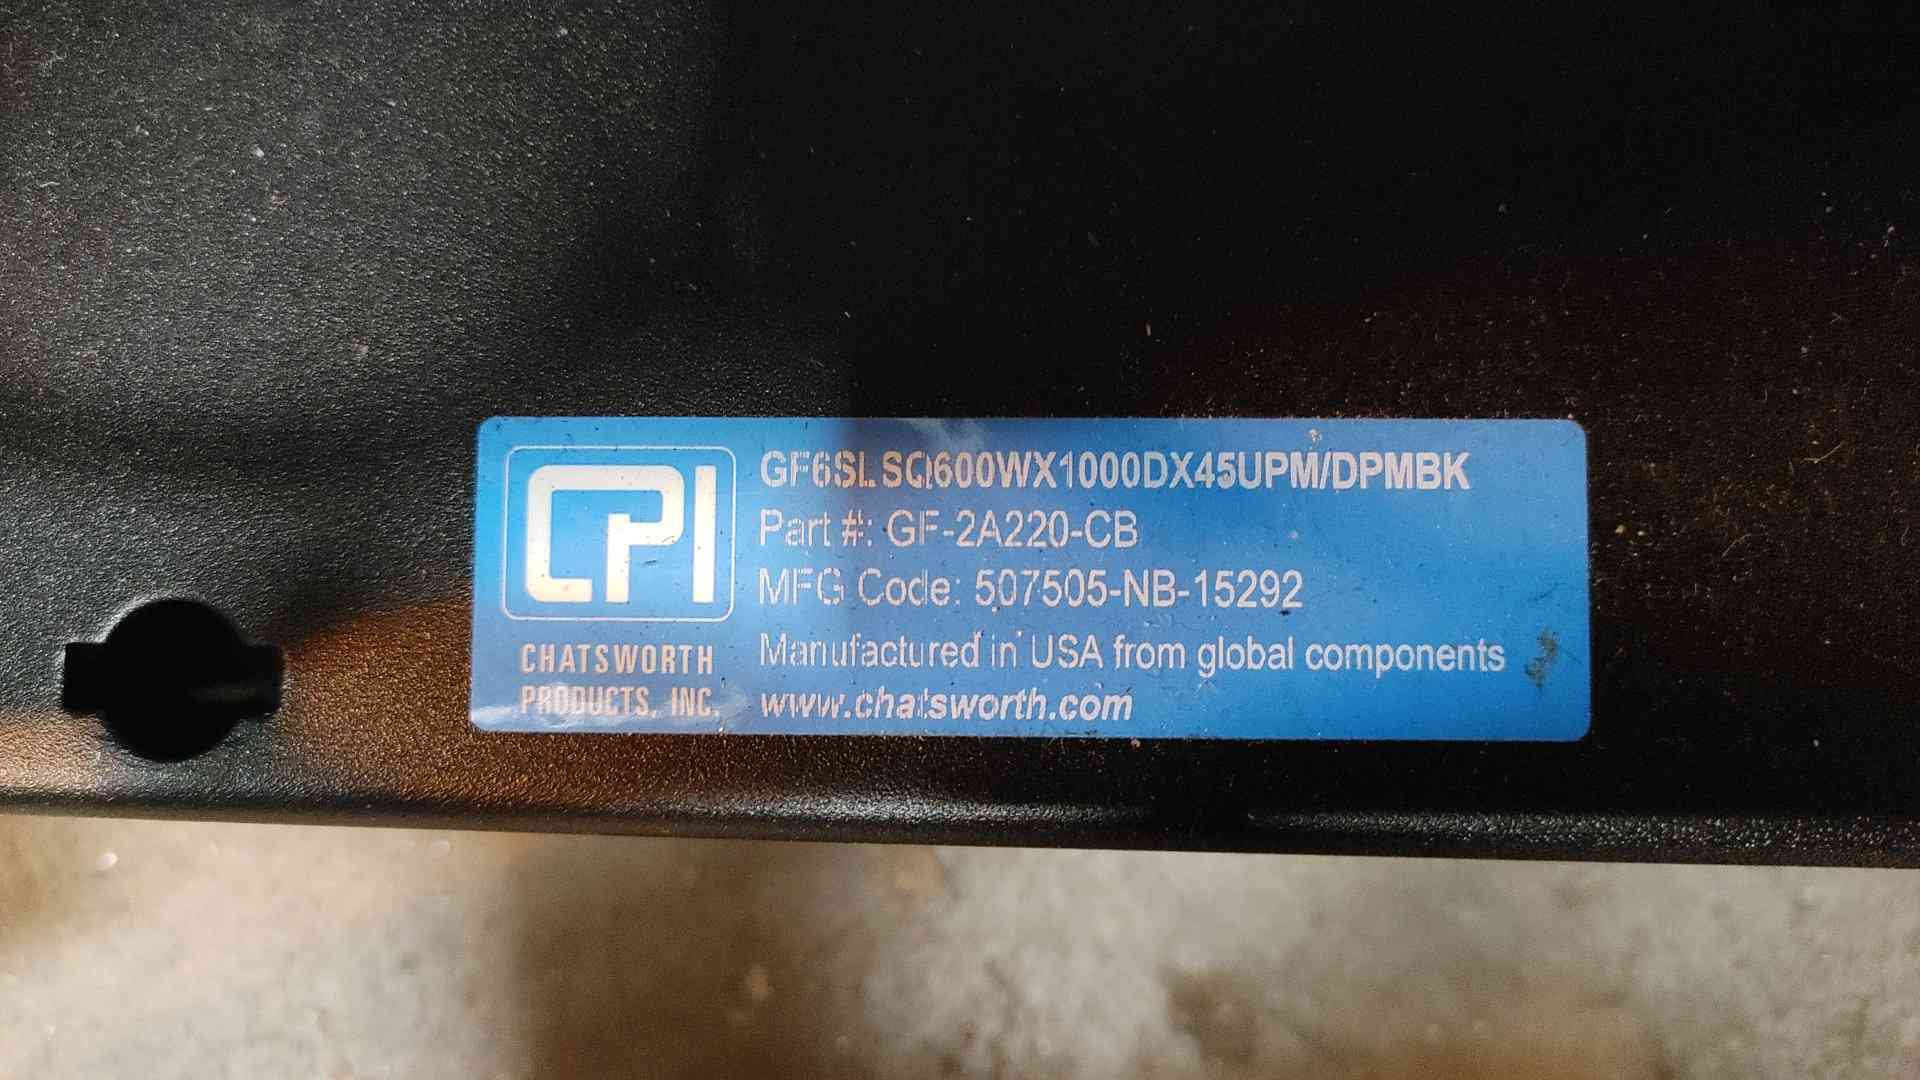 CPI
CHATSWORTH
PRODUCTS, INC.
GF6SLSQ600WX1000DX45UPM/DPMBK
Part #: GF-2A220-CB
MFG Code: 507505-NB-15292
Manufactured in USA from global components
www.chatsworth.com